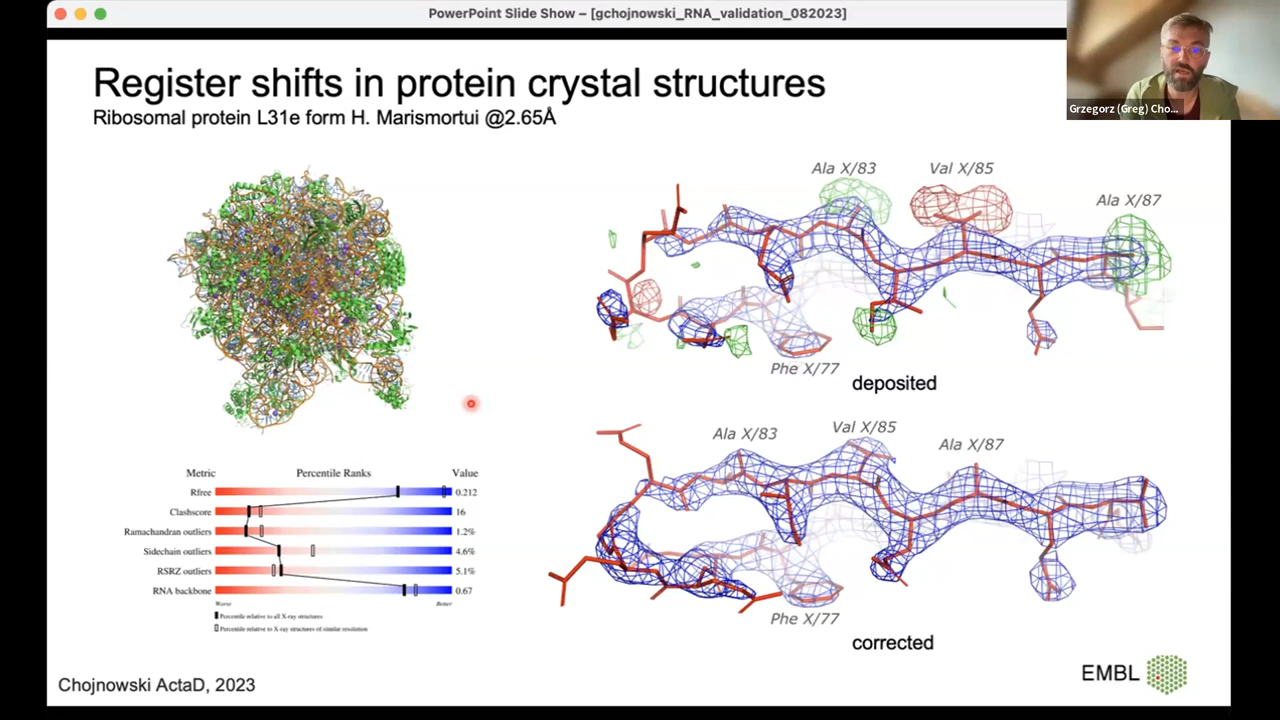 PowerPoint Slide Show – [gchojnowski_RNA_validation_082023]
Grzegorz (Greg) Cho...
Register shifts in protein crystal structures
Ribosomal protein L31e form H. Marismortui @2.65Å
Ala X/83
Val X/85
Ala X/87
Phe X/77
deposited
Metric Percentile Ranks Value
Rfree 0.212
Clashscore 16
Ramachandran outliers 1.2%
Sidechain outliers 4.6%
RSRZ outliers 5.1%
RNA backbone 0.67
Worse Better
Percentile relative to all X-ray structures
Percentile relative to X-ray structures of similar resolution
Ala X/83
Val X/85
Ala X/87
Phe X/77
corrected
Chojnowski ActaD, 2023
EMBL